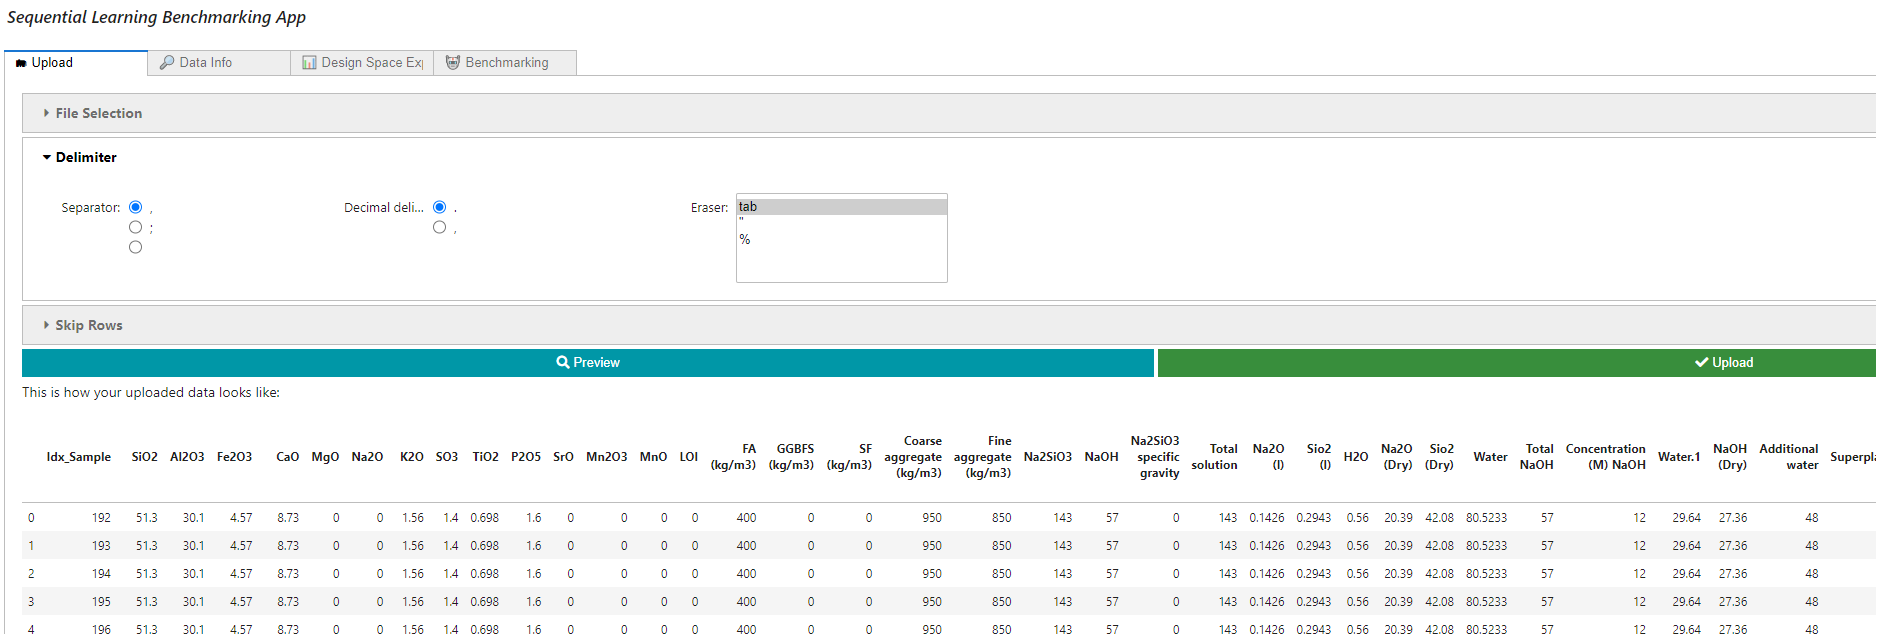 Sequential Learning Benchmarking App
Upload Data Info Design Space Exp Benchmarking
File Selection
Delimiter
Separator: , Decimal deli... . Eraser: tab
; , "
%
Skip Rows
Preview Upload
This is how your uploaded data looks like:
Idx_Sample SiO2 Al2O3 Fe2O3 CaO MgO Na2O K2O SO3 TiO2 P2O5 SrO Mn2O3 MnO LOI FA (kg/m3) GGBFS (kg/m3) SF (kg/m3) Coarse aggregate (kg/m3) Fine aggregate (kg/m3) Na2SiO3 NaOH Na2SiO3 specific gravity Total solution Na2O (l) Sio2 (l) H2O Na2O (Dry) Sio2 (Dry) Water Total NaOH Concentration (M) NaOH Water.1 NaOH (Dry) Additional water Superpla
0 192 51.3 30.1 4.57 8.73 0 0 1.56 1.4 0.698 1.6 0 0 0 0 400 0 0 950 850 143 57 0 143 0.1426 0.2943 0.56 20.39 42.08 80.5233 57 12 29.64 27.36 48
1 193 51.3 30.1 4.57 8.73 0 0 1.56 1.4 0.698 1.6 0 0 0 0 400 0 0 950 850 143 57 0 143 0.1426 0.2943 0.56 20.39 42.08 80.5233 57 12 29.64 27.36 48
2 194 51.3 30.1 4.57 8.73 0 0 1.56 1.4 0.698 1.6 0 0 0 0 400 0 0 950 850 143 57 0 143 0.1426 0.2943 0.56 20.39 42.08 80.5233 57 12 29.64 27.36 48
3 195 51.3 30.1 4.57 8.73 0 0 1.56 1.4 0.698 1.6 0 0 0 0 400 0 0 950 850 143 57 0 143 0.1426 0.2943 0.56 20.39 42.08 80.5233 57 12 29.64 27.36 48
4 196 51.3 30.1 4.57 8.73 0 0 1.56 1.4 0.698 1.6 0 0 0 0 400 0 0 950 850 143 57 0 143 0.1426 0.2943 0.56 20.39 42.08 80.5233 57 12 29.64 27.36 48